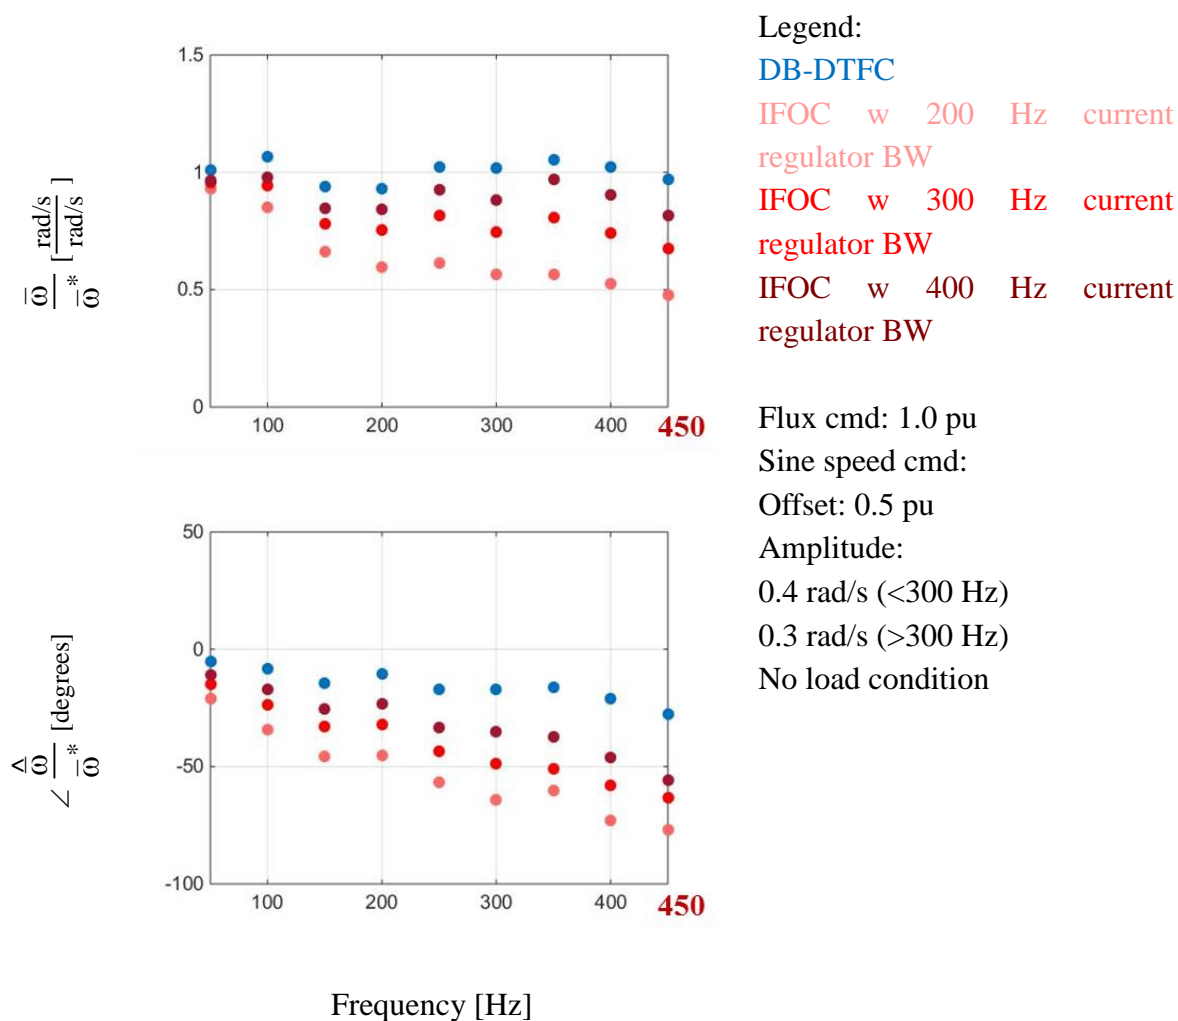 1.5
1
0.5
0
100
200
300
400
450
ω̄ / ω̄* [ rad/s / rad/s ]
50
0
-50
-100
100
200
300
400
450
∠ ω̂ / ω̄* [degrees]
Frequency [Hz]
Legend:
DB-DTFC
IFOC w 200 Hz current
regulator BW
IFOC w 300 Hz current
regulator BW
IFOC w 400 Hz current
regulator BW
Flux cmd: 1.0 pu
Sine speed cmd:
Offset: 0.5 pu
Amplitude:
0.4 rad/s (<300 Hz)
0.3 rad/s (>300 Hz)
No load condition